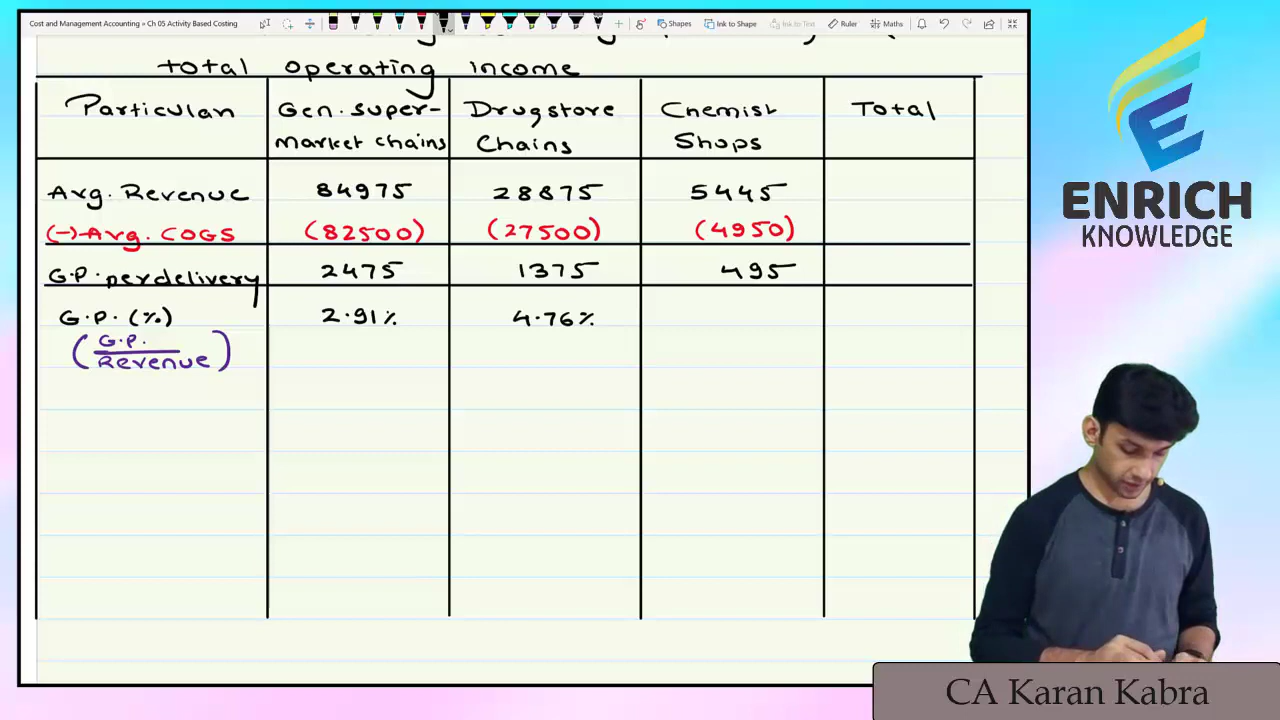 Cost and Management Accounting » Ch 05 Activity Based Costing
Shapes Ink to Shape Ink to Text Ruler Maths
total operating income
Particulars Gen. super- Drugstore Chemist Total
market chains Chains Shops
Avg. Revenue 84975 28875 5445
(-) Avg. COGS (82500) (27500) (4950)
G.P. per delivery 2475 1375 495
G.P. (%) 2.91% 4.76%
(G.P.
Revenue)
ENRICH
KNOWLEDGE
CA Karan Kabra